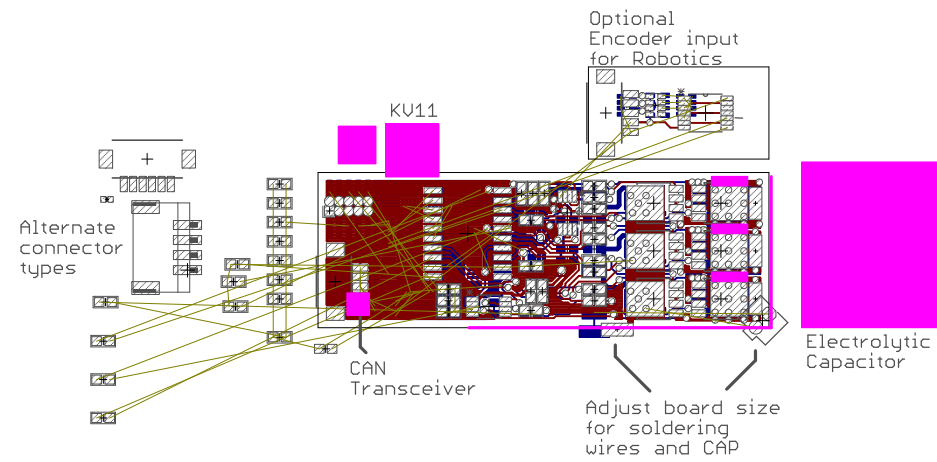 Optional
Encoder input
for Robotics
KV11
Alternate
connector
types
CAN
Transceiver
Electrolytic
Capacitor
Adjust board size
for soldering
wires and CAP